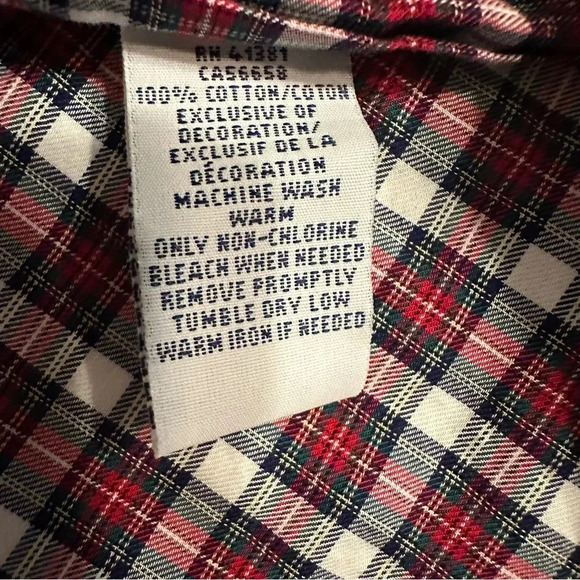 RN 41381
CA56658
100% COTTON/COTON
EXCLUSIVE OF
DECORATION/
EXCLUSIF DE LA
DÉCORATION
MACHINE WASH
WARM
ONLY NON-CHLORINE
BLEACH WHEN NEEDED
REMOVE PROMPTLY
TUMBLE DRY LOW
WARM IRON IF NEEDED